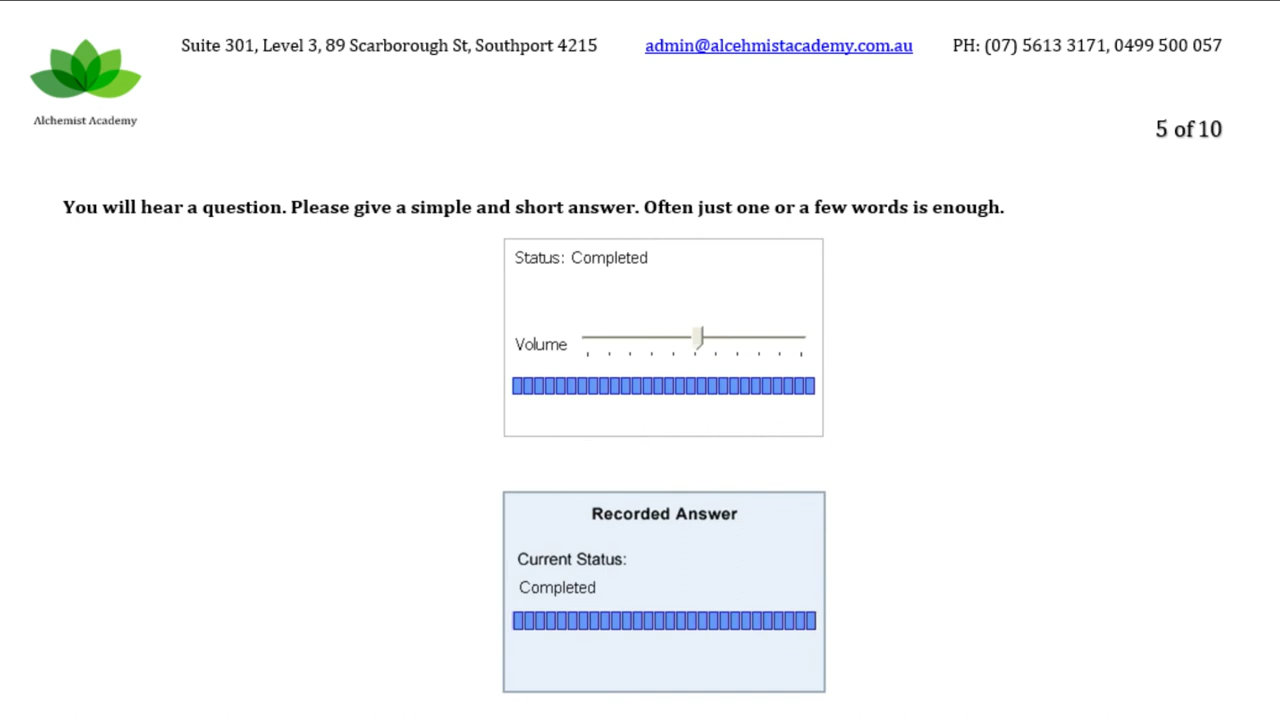 Suite 301, Level 3, 89 Scarborough St, Southport 4215 admin@alcehmistacademy.com.au PH: (07) 5613 3171, 0499 500 057
Alchemist Academy
5 of 10
You will hear a question. Please give a simple and short answer. Often just one or a few words is enough.
Status: Completed
Volume
Recorded Answer
Current Status:
Completed